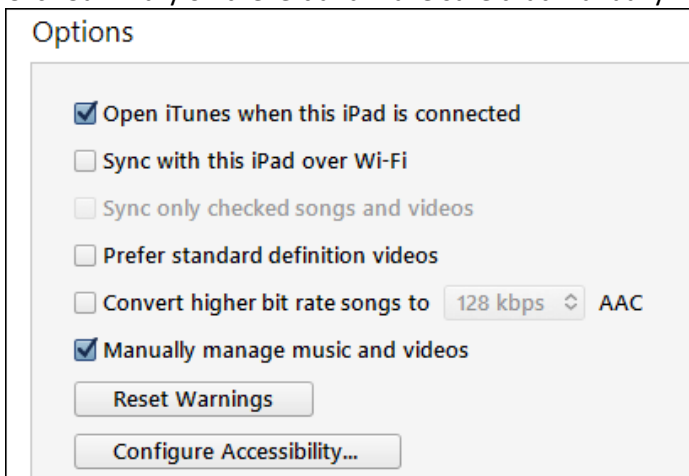 Options
Open iTunes when this iPad is connected
Sync with this iPad over Wi-Fi
Sync only checked songs and videos
Prefer standard definition videos
Convert higher bit rate songs to 128 kbps AAC
Manually manage music and videos
Reset Warnings
Configure Accessibility...